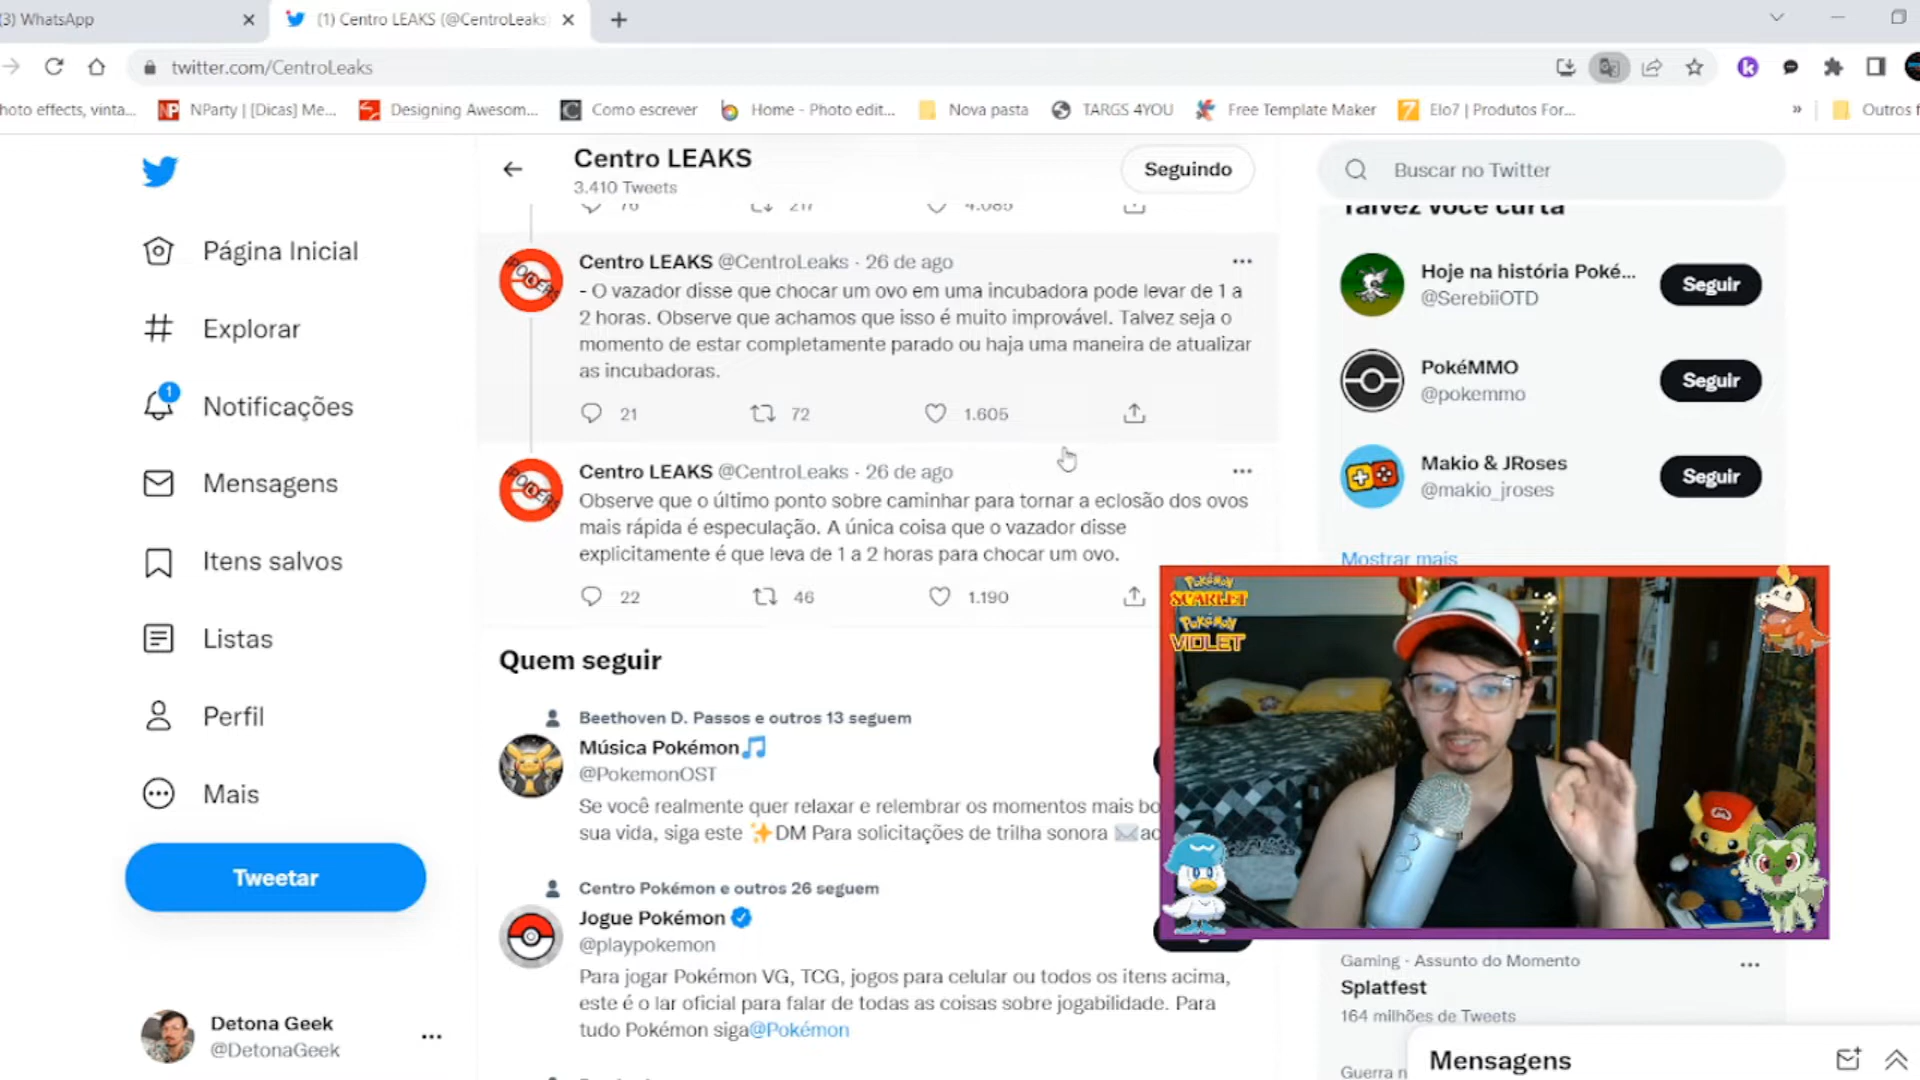 3) WhatsApp
(1) Centro LEAKS (@CentroLeaks
twitter.com/CentroLeaks
hoto effects, vinta...
NParty | [Dicas] Me...
Designing Awesom...
Como escrever
Home - Photo edit...
Nova pasta
TARGS 4YOU
Free Template Maker
Elo7 | Produtos For...
»
Outros f
Centro LEAKS
3.410 Tweets
Seguindo
Buscar no Twitter
76
217
4.085
Talvez você curta
Página Inicial
Explorar
1
Notificações
Mensagens
Itens salvos
Listas
Perfil
Mais
Tweetar
Detona Geek
@DetonaGeek
Centro LEAKS @CentroLeaks · 26 de ago
- O vazador disse que chocar um ovo em uma incubadora pode levar de 1 a
2 horas. Observe que achamos que isso é muito improvável. Talvez seja o
momento de estar completamente parado ou haja uma maneira de atualizar
as incubadoras.
21
72
1.605
Centro LEAKS @CentroLeaks · 26 de ago
Observe que o último ponto sobre caminhar para tornar a eclosão dos ovos
mais rápida é especulação. A única coisa que o vazador disse
explicitamente é que leva de 1 a 2 horas para chocar um ovo.
22
46
1.190
Quem seguir
Beethoven D. Passos e outros 13 seguem
Música Pokémon🎵
@PokemonOST
Se você realmente quer relaxar e relembrar os momentos mais bo
sua vida, siga este ✨DM Para solicitações de trilha sonora ✉️ao
Centro Pokémon e outros 26 seguem
Jogue Pokémon
@playpokemon
Para jogar Pokémon VG, TCG, jogos para celular ou todos os itens acima,
este é o lar oficial para falar de todas as coisas sobre jogabilidade. Para
tudo Pokémon siga@Pokémon
Hoje na história Poké...
@SerebiiOTD
Seguir
PokéMMO
@pokemmo
Seguir
Makio & JRoses
@makio_jroses
Seguir
Mostrar mais
Pokémon
SCARLET
Pokémon
VIOLET
Gaming · Assunto do Momento
Splatfest
164 milhões de Tweets
Guerra n
Mensagens